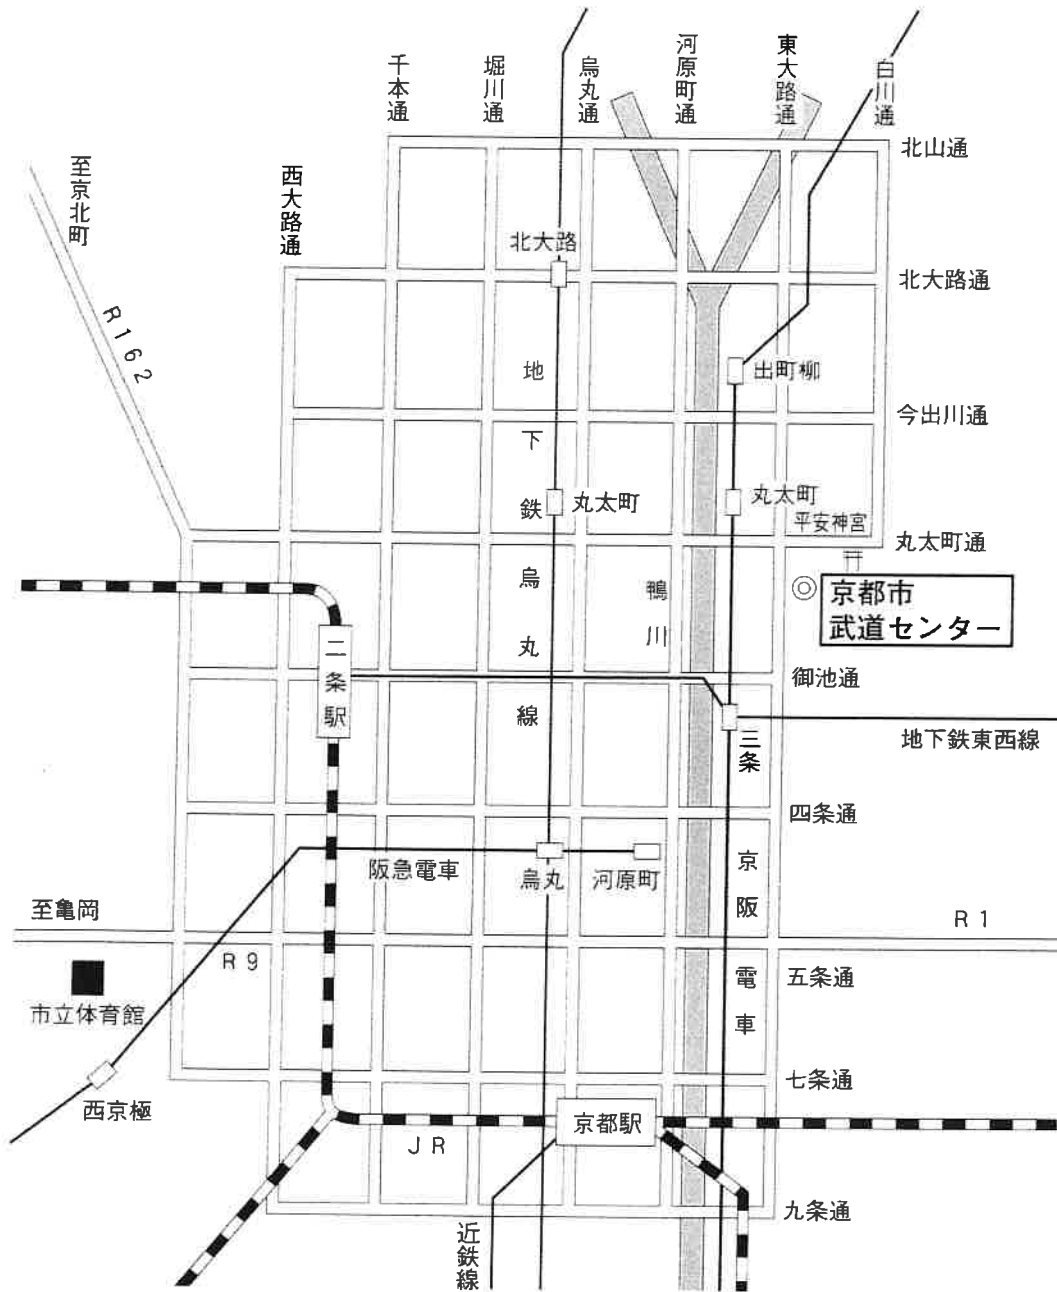 千本通
堀川通
烏丸通
河原町通
東大路通
白川通
北山通
至京北町
西大路通
北大路
北大路通
R162
出町柳
今出川通
丸太町
丸太町
平安神宮
丸太町通
地下鉄烏丸線
鴨川
京都市
武道センター
二条駅
御池通
三条
地下鉄東西線
四条通
阪急電車
烏丸
河原町
京阪電車
至亀岡
R1
R9
五条通
市立体育館
七条通
西京極
京都駅
JR
九条通
近鉄線